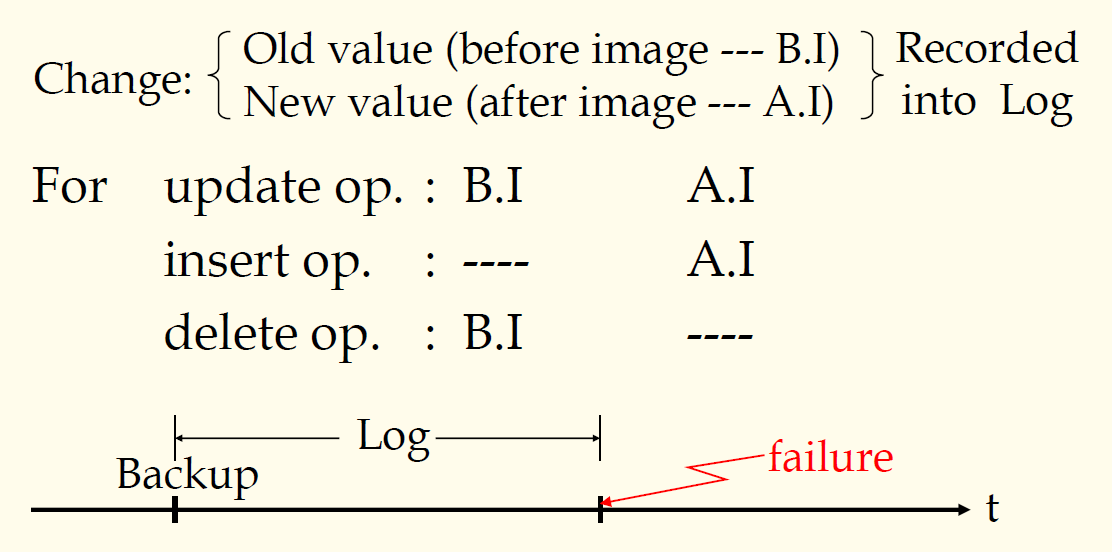 Change: { Old value (before image --- B.I) } Recorded
New value (after image --- A.I) into Log
For update op. : B.I A.I
insert op. : ---- A.I
delete op. : B.I ----
Log
Backup failure
t